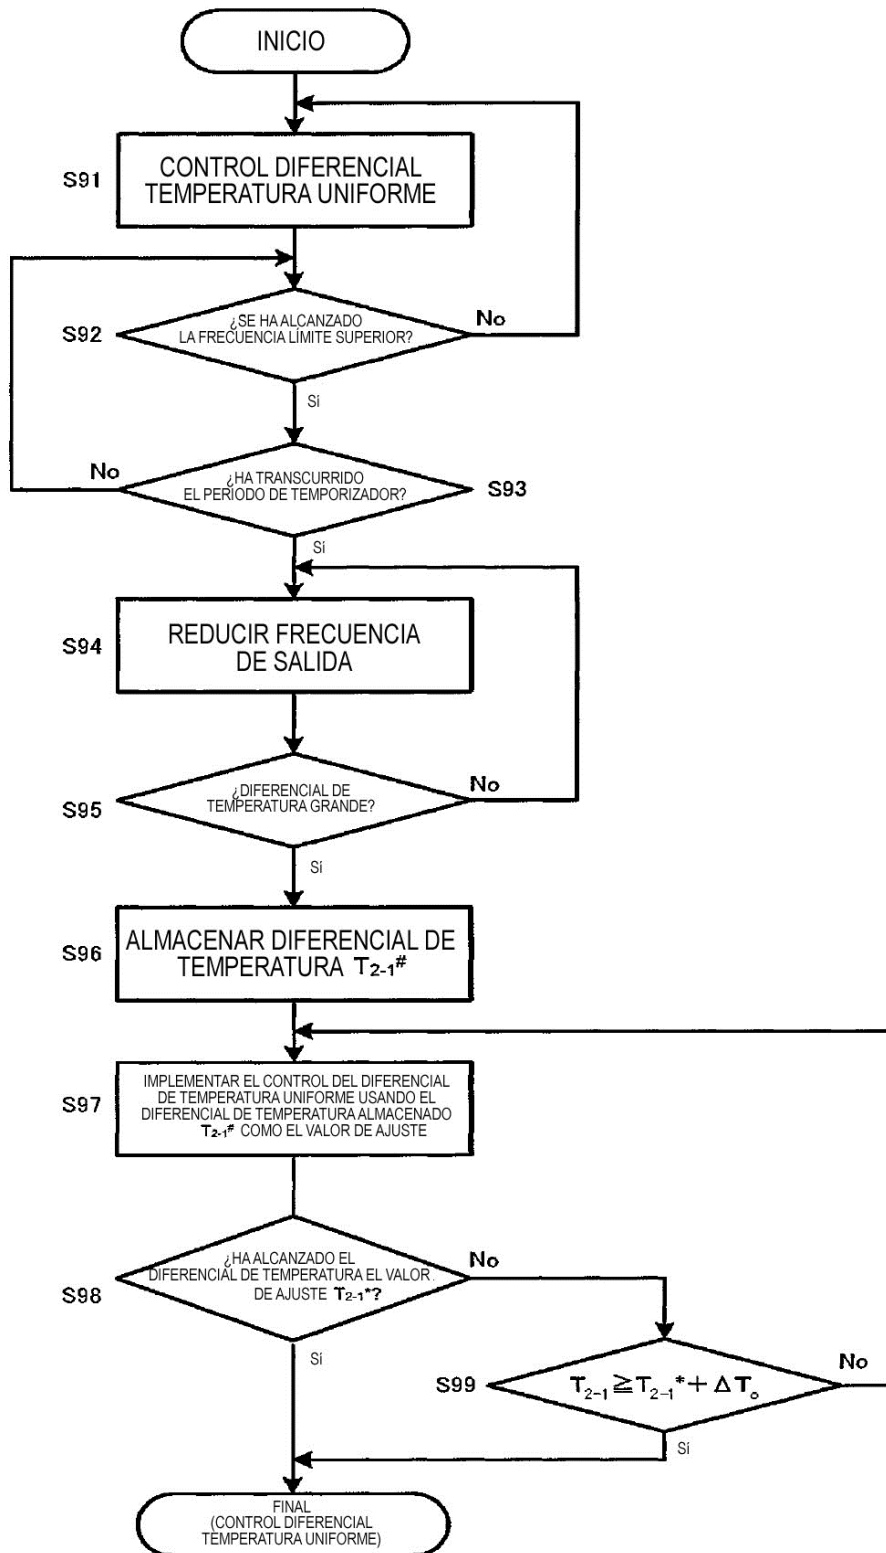 INICIO
S91
CONTROL DIFERENCIAL
TEMPERATURA UNIFORME
S92
¿SE HA ALCANZADO
LA FRECUENCIA LÍMITE SUPERIOR?
No
Sí
No
¿HA TRANSCURRIDO
EL PERÍODO DE TEMPORIZADOR?
S93
Sí
S94
REDUCIR FRECUENCIA
DE SALIDA
S95
¿DIFERENCIAL DE
TEMPERATURA GRANDE?
No
Sí
S96
ALMACENAR DIFERENCIAL DE
TEMPERATURA T₂₋₁#
S97
IMPLEMENTAR EL CONTROL DEL DIFERENCIAL
DE TEMPERATURA UNIFORME USANDO EL
DIFERENCIAL DE TEMPERATURA ALMACENADO
T₂₋₁# COMO EL VALOR DE AJUSTE
S98
¿HA ALCANZADO EL
DIFERENCIAL DE TEMPERATURA EL VALOR
DE AJUSTE T₂₋₁*?
No
Sí
S99
T₂₋₁ ≧ T₂₋₁* + ΔT₀
No
Sí
FINAL
(CONTROL DIFERENCIAL
TEMPERATURA UNIFORME)